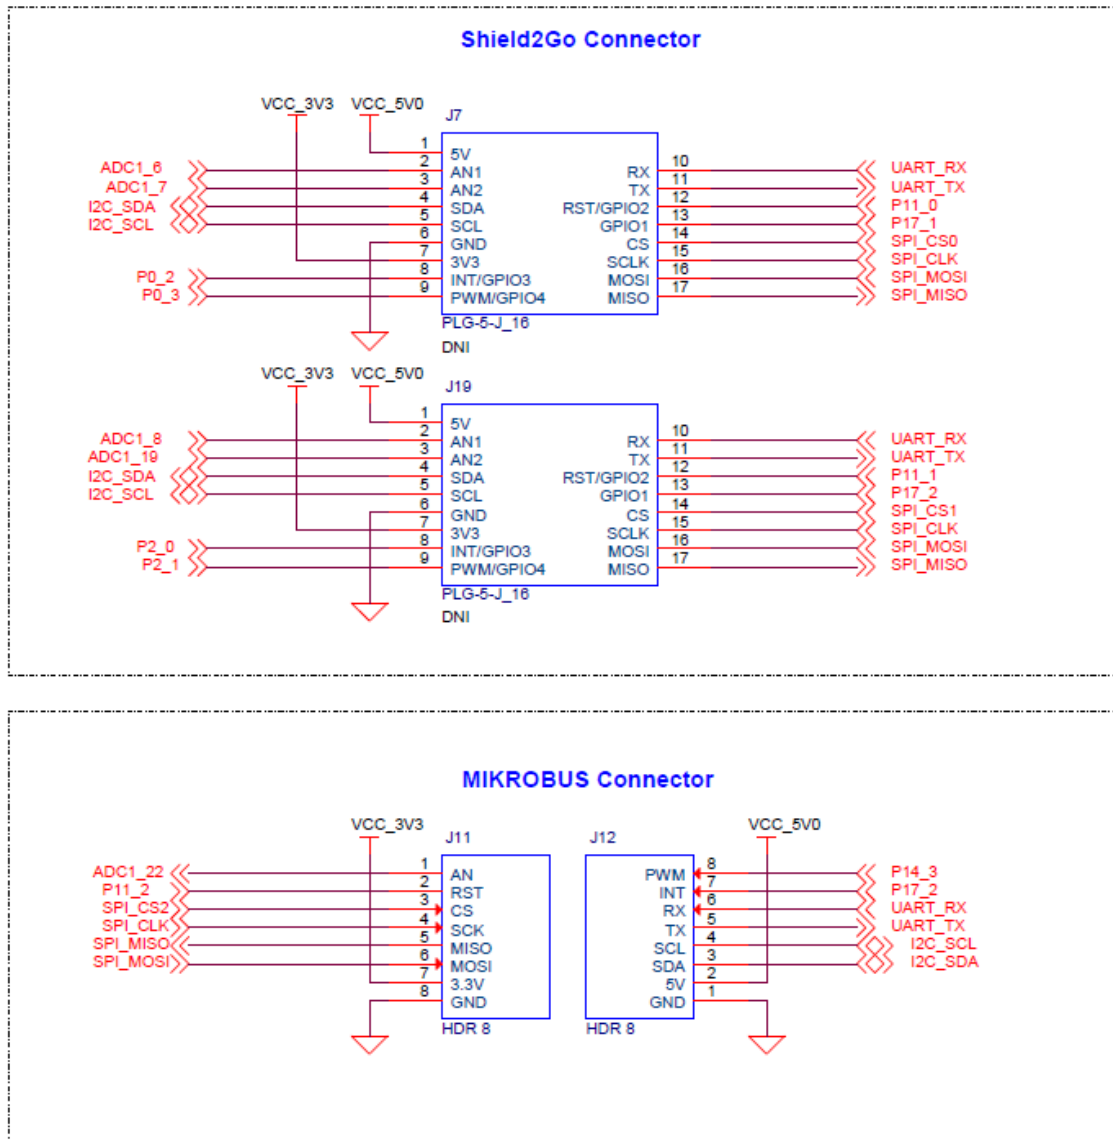 Shield2Go Connector
VCC_3V3 VCC_5V0
J7
ADC1_6 2 AN1
ADC1_7 3 AN2
I2C_SDA 4 SDA
I2C_SCL 5 SCL
6 GND
7 3V3
P0_2 8 INT/GPIO3
P0_3 9 PWM/GPIO4
1 5V
RX 10 UART_RX
TX 11 UART_TX
RST/GPIO2 12 P11_0
GPIO1 13 P17_1
CS 14 SPI_CS0
SCLK 15 SPI_CLK
MOSI 16 SPI_MOSI
MISO 17 SPI_MISO
PLG-5-J_16
DNI
VCC_3V3 VCC_5V0
J19
1 5V
ADC1_8 2 AN1
ADC1_19 3 AN2
I2C_SDA 4 SDA
I2C_SCL 5 SCL
6 GND
7 3V3
P2_0 8 INT/GPIO3
P2_1 9 PWM/GPIO4
RX 10 UART_RX
TX 11 UART_TX
RST/GPIO2 12 P11_1
GPIO1 13 P17_2
CS 14 SPI_CS1
SCLK 15 SPI_CLK
MOSI 16 SPI_MOSI
MISO 17 SPI_MISO
PLG-5-J_16
DNI
MIKROBUS Connector
VCC_3V3
J11
ADC1_22 1 AN
P11_2 2 RST
SPI_CS2 3 CS
SPI_CLK 4 SCK
SPI_MISO 5 MISO
SPI_MOSI 6 MOSI
7 3.3V
8 GND
HDR 8
J12
VCC_5V0
PWM 8 P14_3
INT 7 P17_2
RX 6 UART_RX
TX 5 UART_TX
SCL 4 I2C_SCL
SDA 3 I2C_SDA
5V 2
GND 1
HDR 8